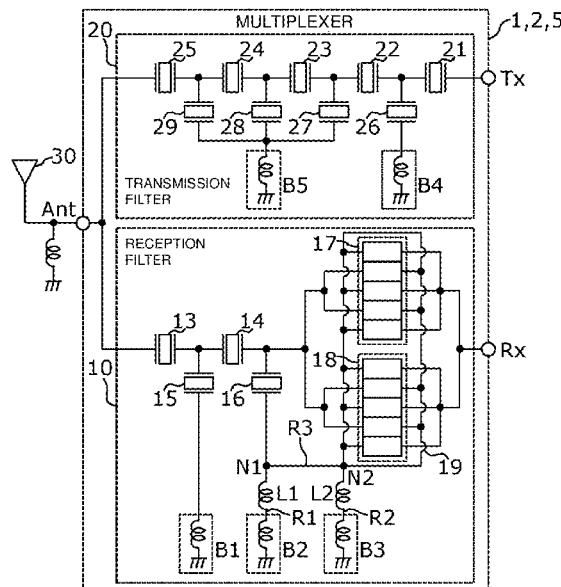 MULTIPLEXER
1,2,5
20
25 24 23 22 21
Tx
29 28 27 26
30
B5 B4
TRANSMISSION
FILTER
Ant
RECEPTION
FILTER
17
13 14
Rx
18
10
15 16
R3
19
N1 N2
L1 L2
R1 R2
B1 B2 B3